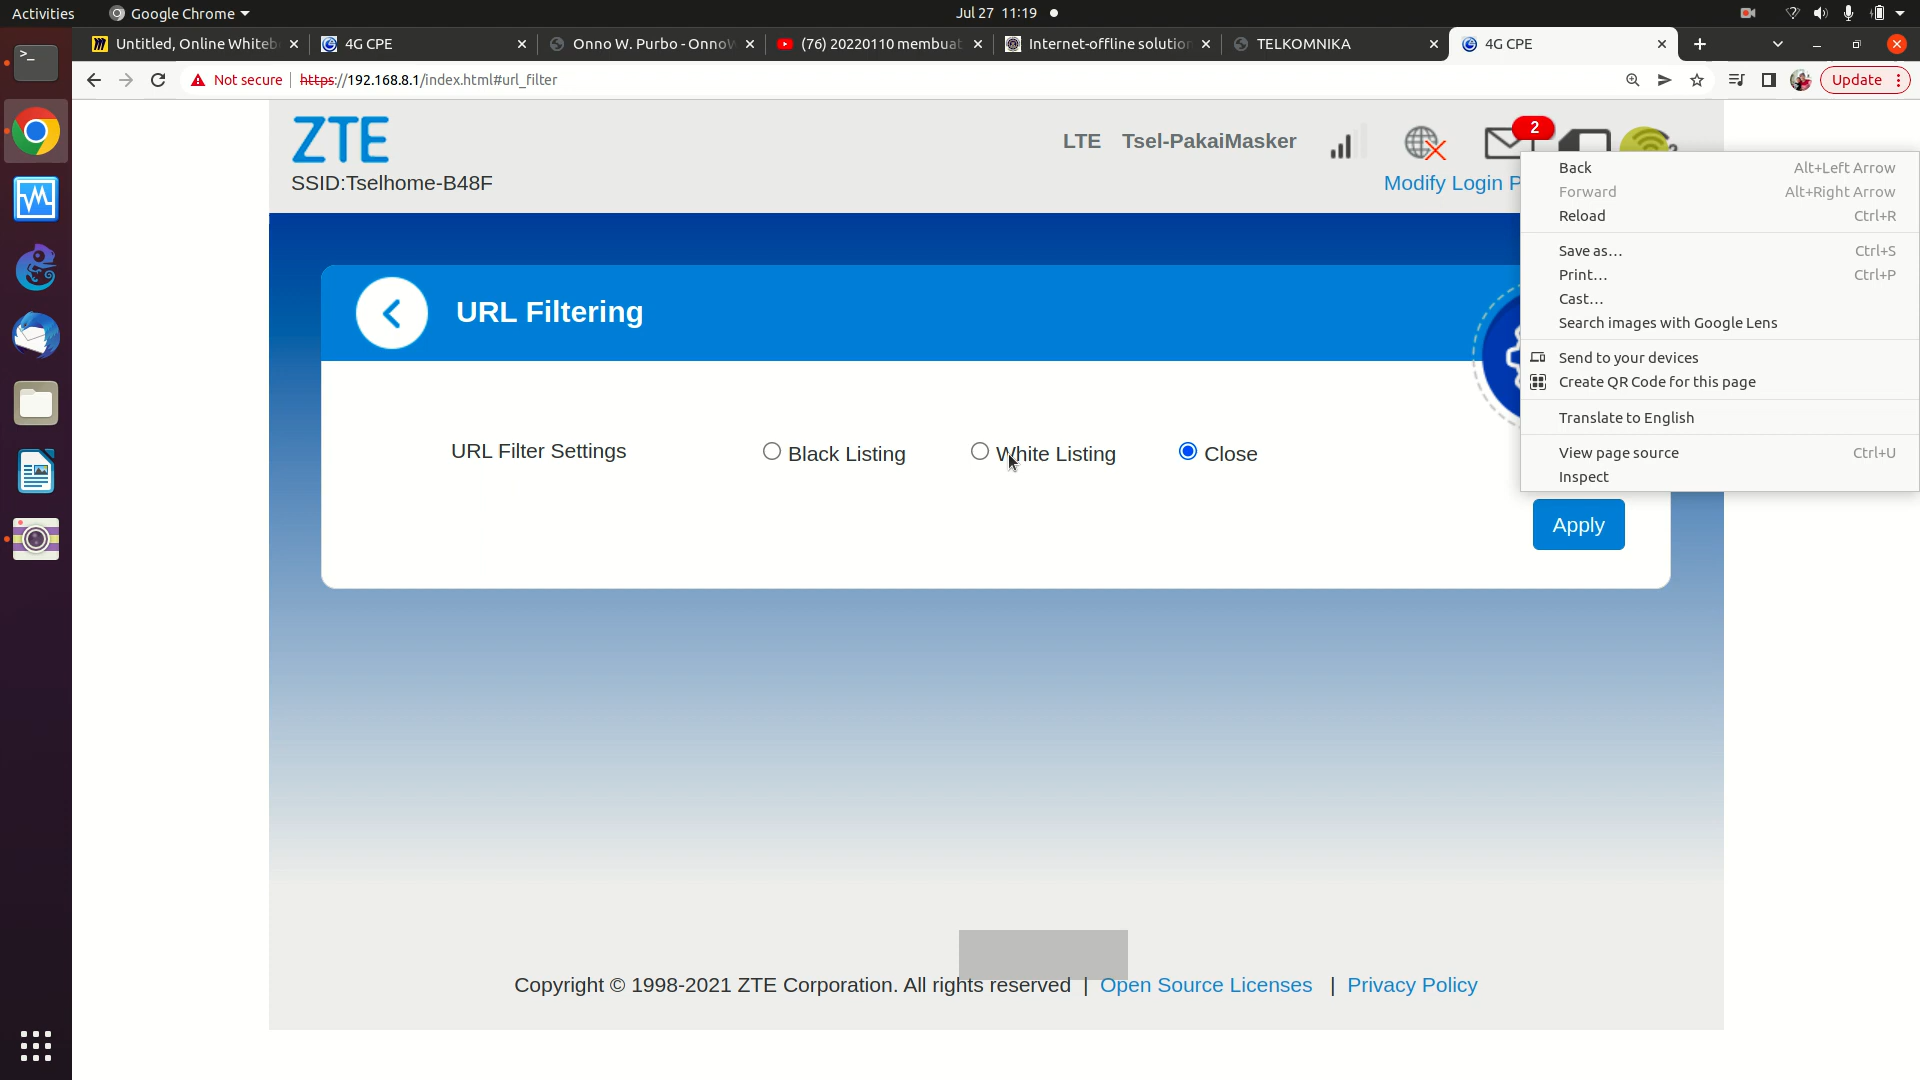 Activities
Google Chrome
Jul 27 11:19
Untitled, Online Whiteb
4G CPE
Onno W. Purbo - OnnoW
(76) 20220110 membuat
Internet-offline solution
TELKOMNIKA
4G CPE
Not secure
https://192.168.8.1/index.html#url_filter
Update
ZTE
LTE
Tsel-PakaiMasker
2
SSID:Tselhome-B48F
Modify Login P
Back Alt+Left Arrow
Forward Alt+Right Arrow
Reload Ctrl+R
Save as... Ctrl+S
Print... Ctrl+P
Cast...
Search images with Google Lens
Send to your devices
Create QR Code for this page
Translate to English
View page source Ctrl+U
Inspect
URL Filtering
URL Filter Settings
Black Listing
White Listing
Close
Apply
Copyright © 1998-2021 ZTE Corporation. All rights reserved | Open Source Licenses | Privacy Policy